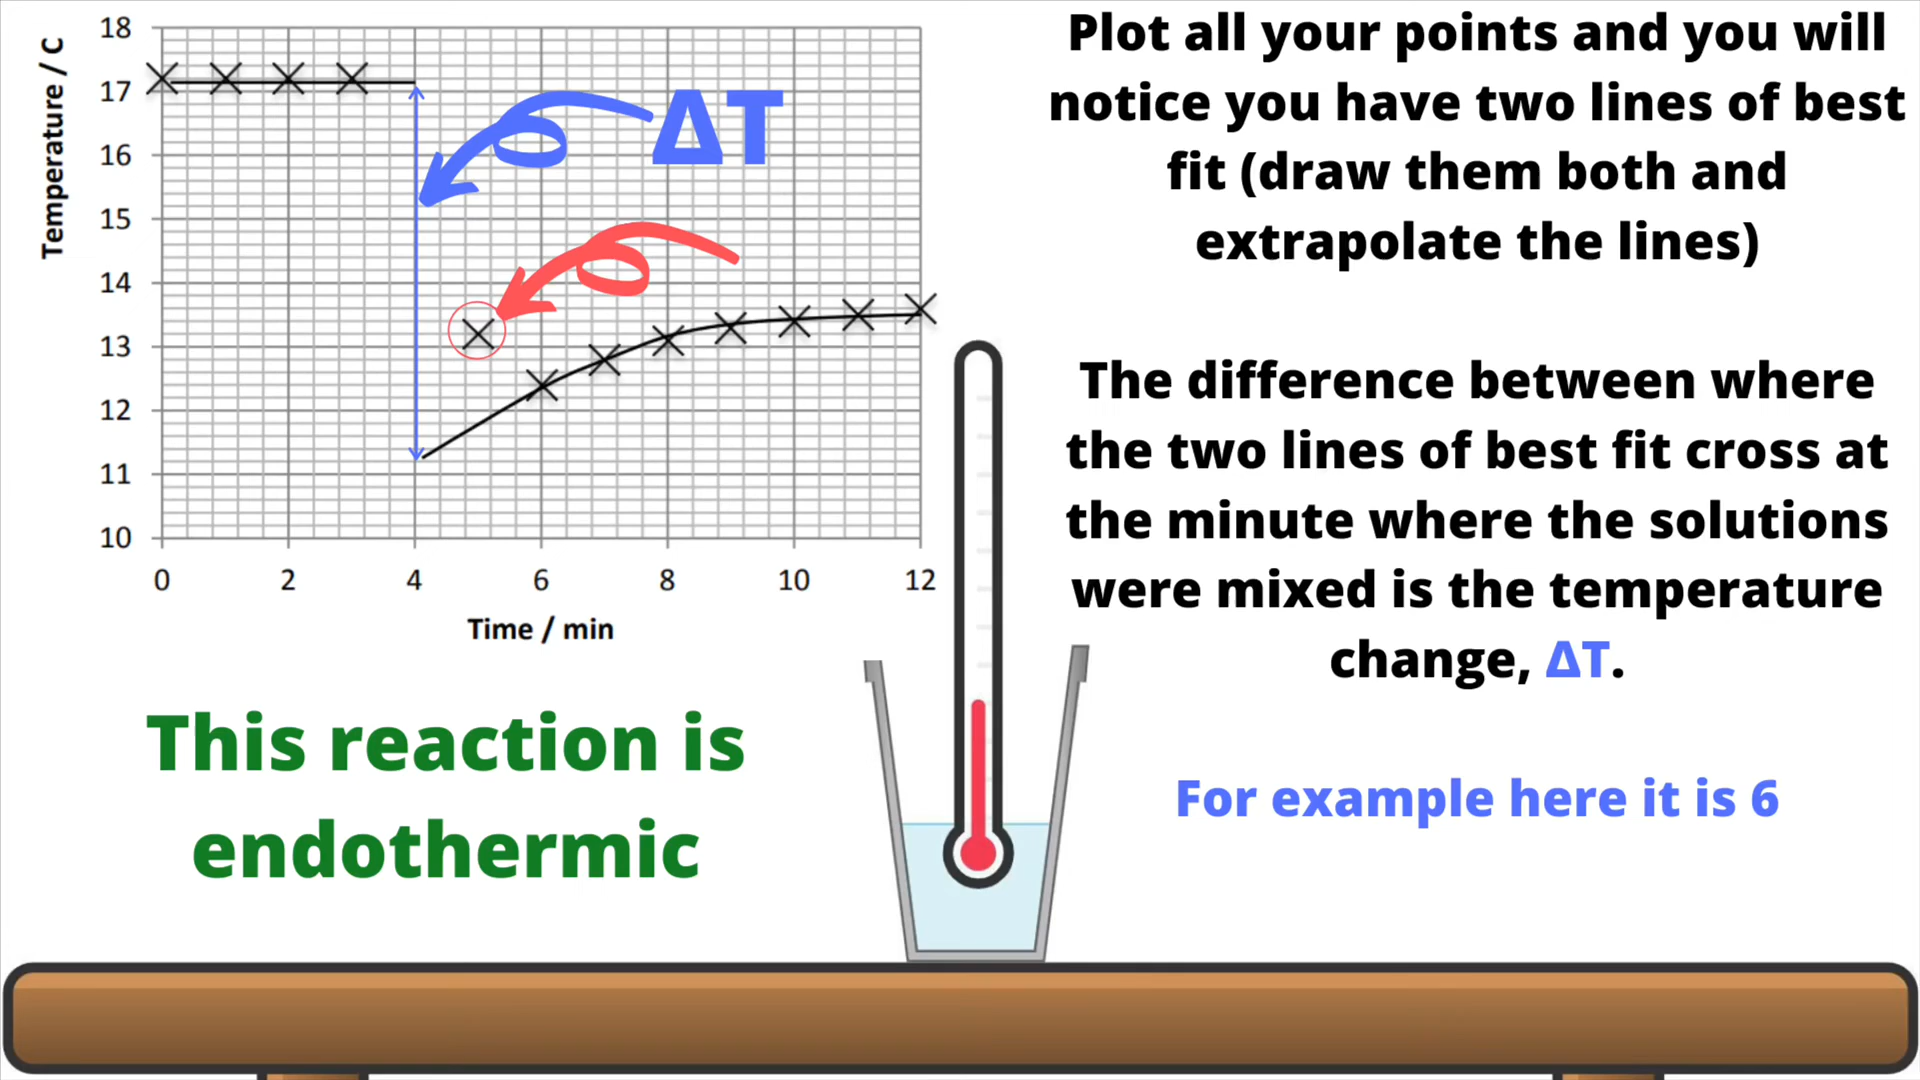 Plot all your points and you will
notice you have two lines of best
fit (draw them both and
extrapolate the lines)
The difference between where
the two lines of best fit cross at
the minute where the solutions
were mixed is the temperature
change, ΔT.
For example here it is 6
Temperature / C
18
17
16
15
14
13
12
11
10
ΔT
0 2 4 6 8 10 12
Time / min
This reaction is
endothermic